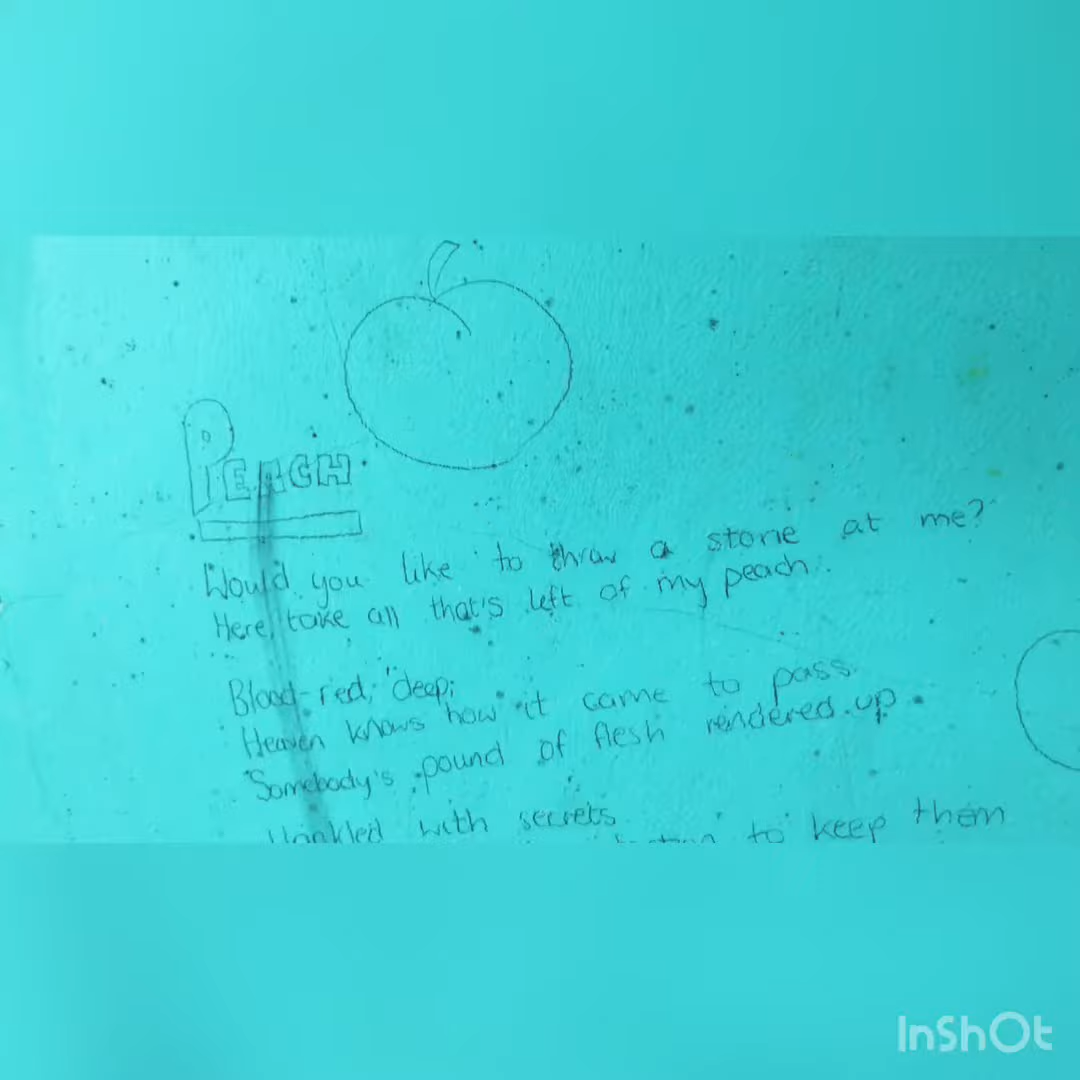 PEACH
Would you like to throw a stone at me?
Here, take all that's left of my peach.
Blood-red, deep;
Heaven knows how it came to pass.
Somebody's pound of flesh rendered up.
with secrets
to keep them
InShOt